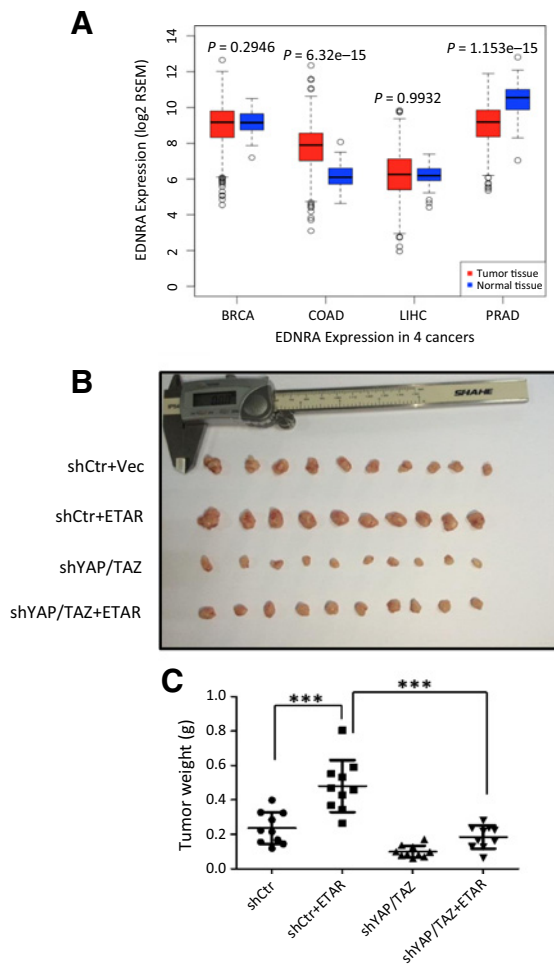 A
EDNRA Expression (log2 RSEM)
14
12
10
8
6
4
2
0
P = 0.2946
P = 6.32e–15
P = 0.9932
P = 1.153e–15
Tumor tissue
Normal tissue
BRCA
COAD
LIHC
PRAD
EDNRA Expression in 4 cancers
B
SHAHE
shCtr+Vec
shCtr+ETAR
shYAP/TAZ
shYAP/TAZ+ETAR
C
Tumor weight (g)
1.0
0.8
0.6
0.4
0.2
0.0
***
***
shCtr
shCtr+ETAR
shYAP/TAZ
shYAP/TAZ+ETAR